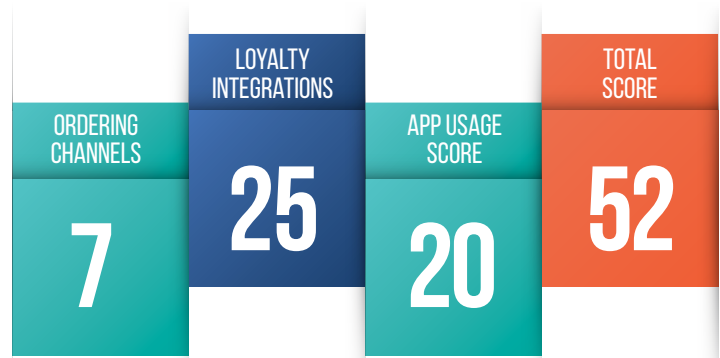 ORDERING
CHANNELS
7
LOYALTY
INTEGRATIONS
25
APP USAGE
SCORE
20
TOTAL
SCORE
52